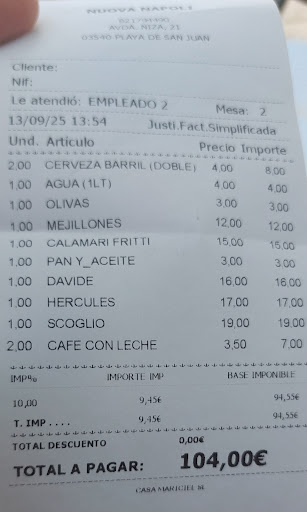 NUOVA NAPOLI
AVDA. NIZA, 21
03540 PLAYA DE SAN JUAN
Cliente:
Nif:
Le atendió: EMPLEADO 2 Mesa: 2
13/09/25 13:54 Justi.Fact.Simplificada
Und. Artículo Precio Importe
2,00 CERVEZA BARRIL (DOBLE) 4,00 8,00
1,00 AGUA (1LT) 4,00 4,00
1,00 OLIVAS 3,00 3,00
1,00 MEJILLONES 12,00 12,00
1,00 CALAMARI FRITTI 15,00 15,00
1,00 PAN Y_ACEITE 3,00 3,00
1,00 DAVIDE 16,00 16,00
1,00 HERCULES 17,00 17,00
1,00 SCOGLIO 19,00 19,00
2,00 CAFE CON LECHE 3,50 7,00
IMP% IMPORTE IMP BASE IMPONIBLE
10,00 9,45€ 94,55€
T. IMP .... 9,45€ 94,55€
TOTAL DESCUENTO 0,00€
TOTAL A PAGAR: 104,00€